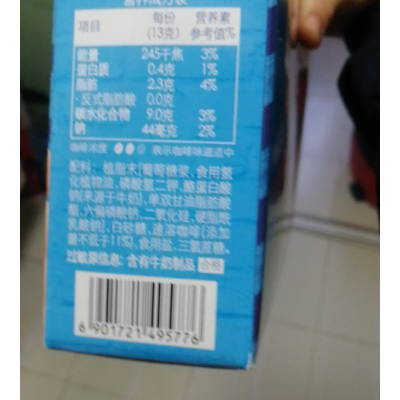 营养成分表
项目 每份(13克) 营养素参考值%
能量 245千焦 3%
蛋白质 0.4克 1%
脂肪 2.3克 4%
-反式脂肪酸 0.0克
碳水化合物 9.0克 3%
钠 44毫克 2%
咖啡浓度 表示咖啡味道适中
配料：植脂末[葡萄糖浆，食用氢
化植物油，磷酸氢二钾，酪蛋白酸
钠(来源于牛奶)，单双甘油脂肪酸
酯，六偏磷酸钠，二氧化硅，硬脂酰
乳酸钠]，白砂糖，速溶咖啡(添加
量不低于11%)，食用盐，三氯蔗糖。
过敏原信息：含有牛奶制品 合格
6 901721 495776